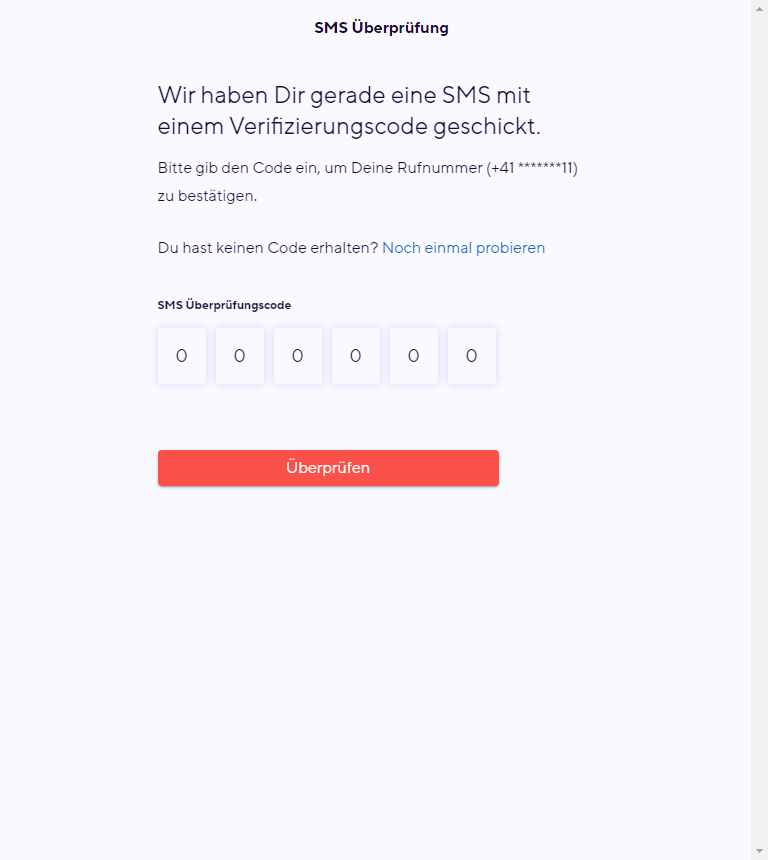 SMS Überprüfung
Wir haben Dir gerade eine SMS mit
einem Verifizierungscode geschickt.
Bitte gib den Code ein, um Deine Rufnummer (+41 *******11)
zu bestätigen.
Du hast keinen Code erhalten? Noch einmal probieren
SMS Überprüfungscode
0 0 0 0 0 0
Überprüfen